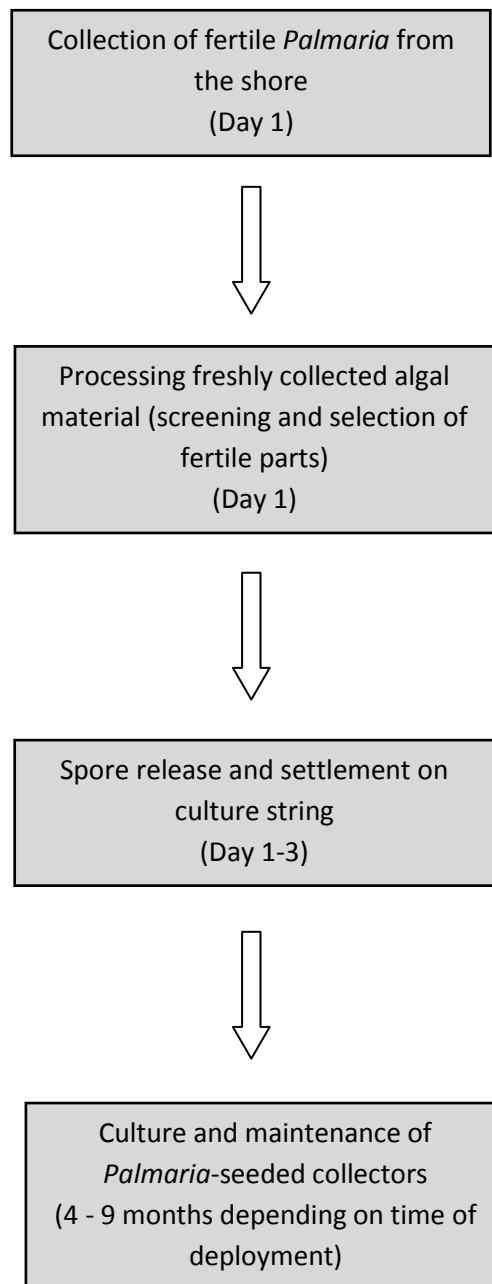 Collection of fertile Palmaria from
the shore
(Day 1)
Processing freshly collected algal
material (screening and selection of
fertile parts)
(Day 1)
Spore release and settlement on
culture string
(Day 1-3)
Culture and maintenance of
Palmaria-seeded collectors
(4 - 9 months depending on time of
deployment)